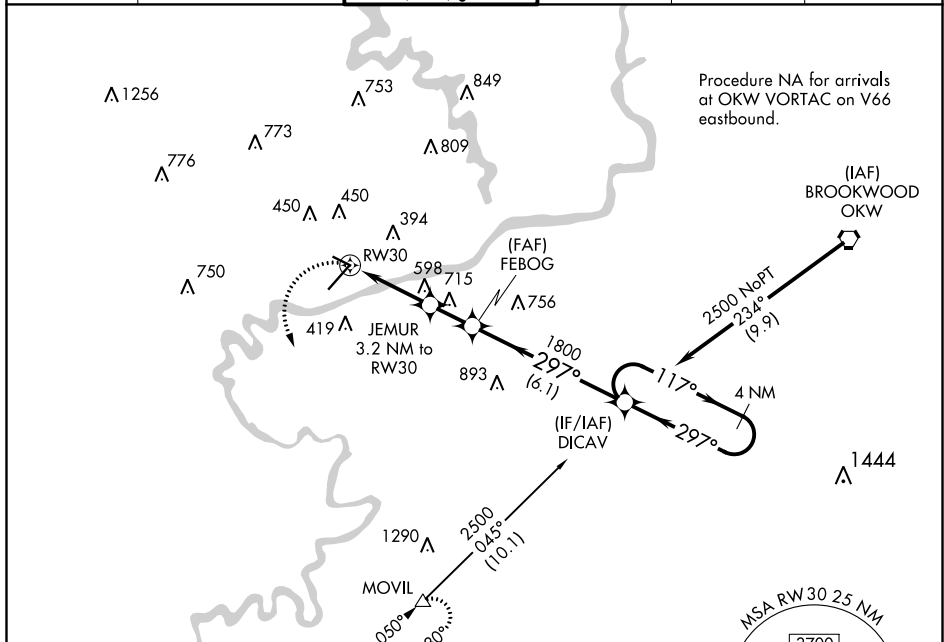 1256
753
849
Procedure NA for arrivals
at OKW VORTAC on V66
eastbound.
773
809
776
(IAF)
BROOKWOOD
OKW
450
450
394
RW30
(FAF)
FEBOG
750
598
715
756
2500 NoPT
234°
(9.9)
419
JEMUR
3.2 NM to
RW30
1800
297°
(6.1)
893
117°
4 NM
297°
(IF/IAF)
DICAV
1444
2500
045°
(10.1)
1290
MOVIL
050°
MSA RW30 25 NM